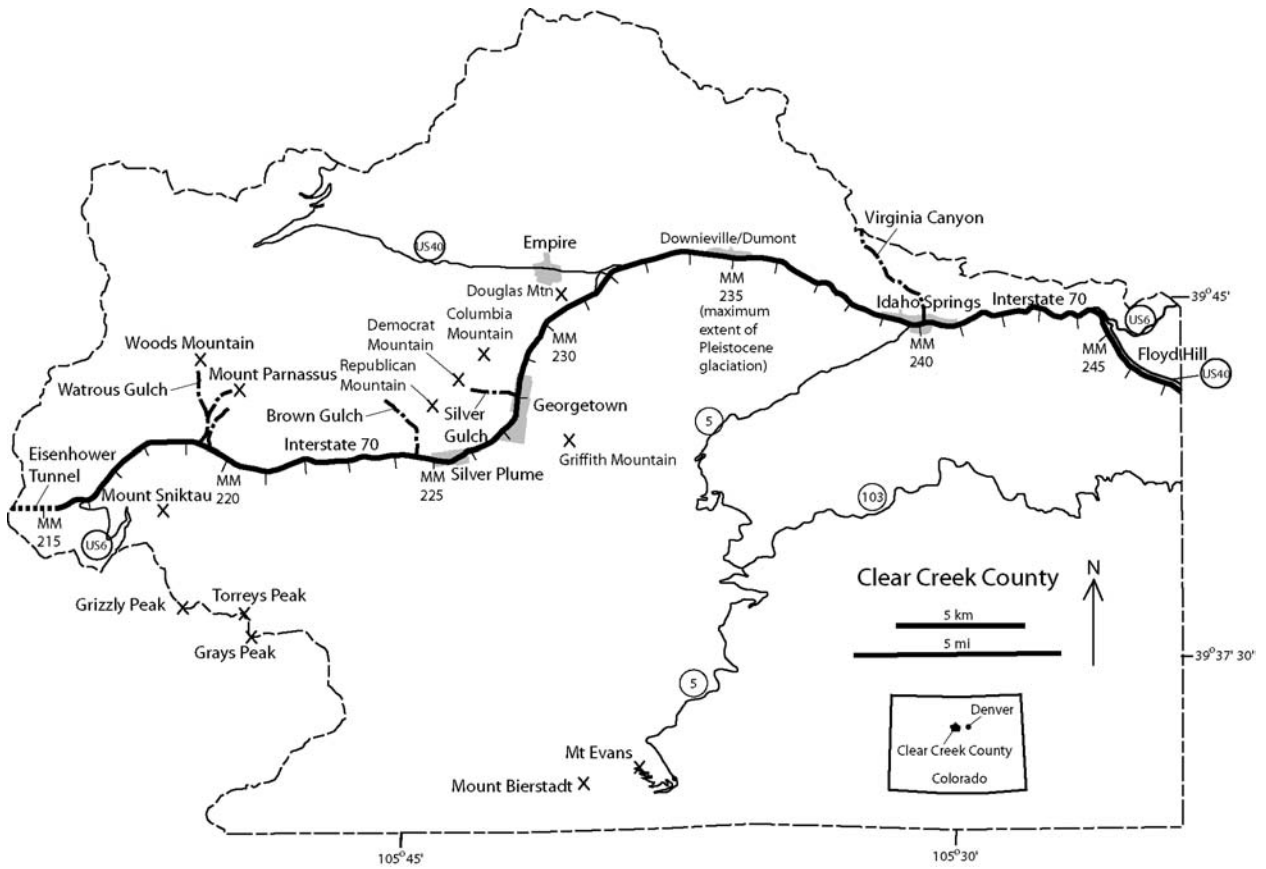 Virginia Canyon
US40
Empire
Downieville/Dumont
Douglas Mtn
MM
235
(maximum
extent of
Pleistocene
glaciation)
Idaho Springs
Interstate 70
39°45'
US6
Columbia
Mountain
Democrat
Mountain
MM
230
MM
240
MM
245
Floyd Hill
US40
Woods Mountain
Mount Parnassus
Republican
Mountain
Watrous Gulch
Brown Gulch
Silver
Gulch
Georgetown
5
Interstate 70
Griffith Mountain
Eisenhower
Tunnel
MM
220
MM
225
Silver Plume
Mount Sniktau
103
MM
215
US6
Clear Creek County
N
5 km
5 mi
Grizzly Peak
Torreys Peak
Grays Peak
39°37' 30"
5
Denver
Clear Creek County
Colorado
Mt Evans
Mount Bierstadt
105°45'
105°30'